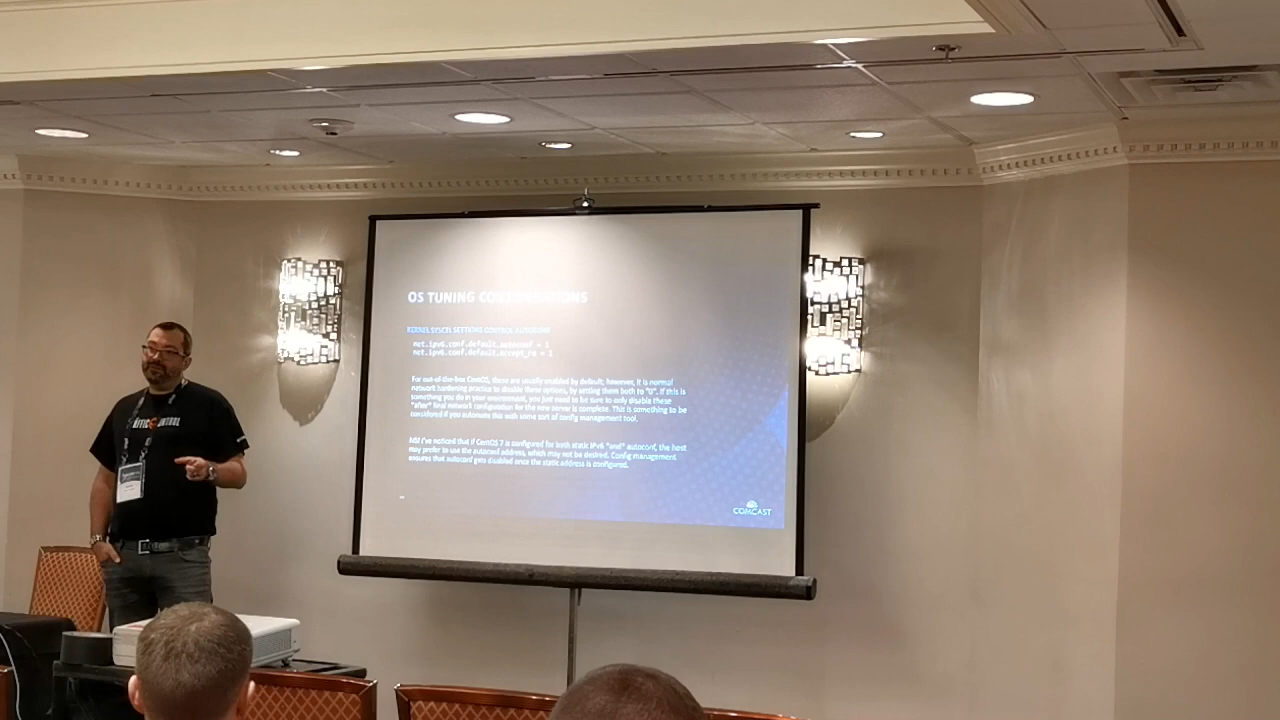 OS TUNING CONSIDERATIONS
KERNEL SYSCTL SETTINGS CONTROL AUTOCONF
net.ipv6.conf.default.autoconf = 1
net.ipv6.conf.default.accept_ra = 1
For out-of-the-box CentOS, these are usually enabled by default; however, it is normal
network hardening practice to disable these options, by setting them both to "0". If this is
something you do in your environment, you just need to be sure to only disable these
"after" final network configuration for the new server is complete. This is something to be
considered if you automate this with some sort of config management tool.
NB! I've noticed that if CentOS 7 is configured for both static IPv6 "and" autoconf, the host
may prefer to use the autoconf address, which may not be desired. Config management
ensures that autoconf gets disabled once the static address is configured.
COMCAST